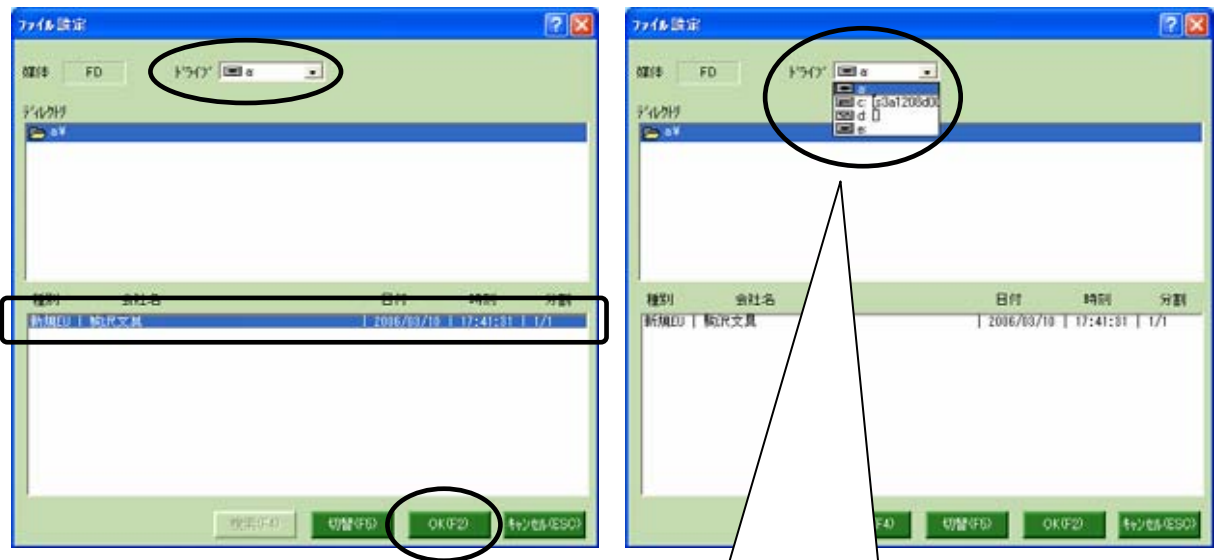 ファイル設定
媒体 FD ドライブ a
ディレクトリ
a¥
種別 会社名 日付 時刻 分割
新規EU | 駒沢文具 | 2006/03/10 | 17:41:31 | 1/1
検索(F4) 切替(F5) OK(F2) キャンセル(ESC)
ファイル設定
媒体 FD ドライブ a
a
c: [s3a1208d0
d: []
e:
ディレクトリ
a¥
種別 会社名 日付 時刻 分割
新規EU | 駒沢文具 | 2006/03/10 | 17:41:31 | 1/1
F4) 切替(F5) OK(F2) キャンセル(ESC)